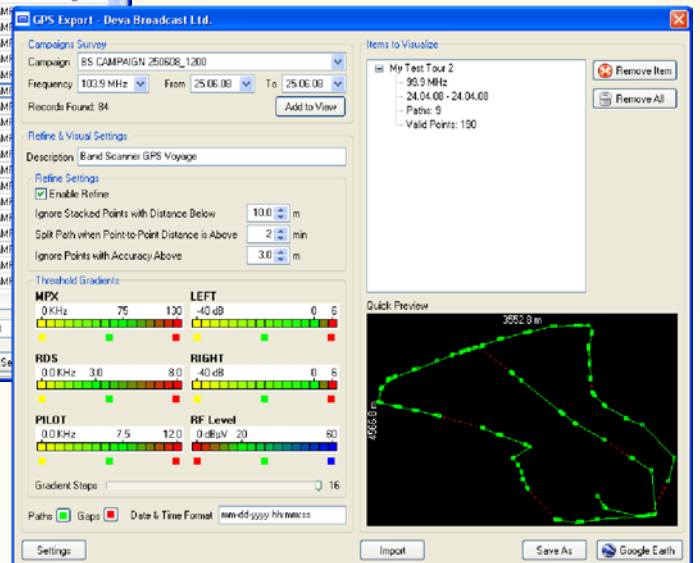 GPS Export - Deva Broadcast Ltd.
Campaigns Survey
Campaign BS CAMPAIGN 250608_1200
Frequency 103.9 MHz From 25.06.08 To 25.06.08
Records Found: 84 Add to View
Refine & Visual Settings
Description Band Scanner GPS Voyage
Refine Settings
Enable Refine
Ignore Stacked Points with Distance Below 10.0 m
Split Path when Point-to-Point Distance is Above 2 min
Ignore Points with Accuracy Above 3.0 m
Threshold Gradients
MPX LEFT
0 KHz 75 130 -40 dB 0 6
RDS RIGHT
0.0 KHz 3.0 8.0 -40 dB 0 6
PILOT RF Level
0.0 KHz 7.5 12.0 0 dBµV 20 60
Gradient Steps 16
Paths Gaps Date & Time Format mm-dd-yyyy hh:mm:ss
Settings
Items to Visualize
My Test Tour 2
99.9 MHz
24.04.08 - 24.04.08
Paths: 9
Valid Points: 190
Remove Item
Remove All
Quick Preview
3552.8 m
4566.8 m
Import Save As Google Earth